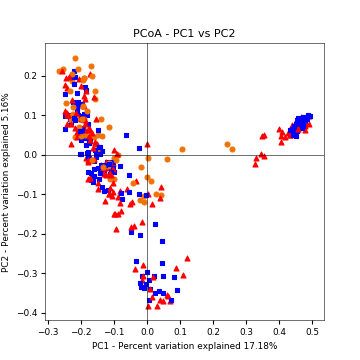 PCoA - PC1 vs PC2
PC2 - Percent variation explained 5.16%
0.2
0.1
0.0
−0.1
−0.2
−0.3
−0.4
−0.3 −0.2 −0.1 0.0 0.1 0.2 0.3 0.4 0.5
PC1 - Percent variation explained 17.18%